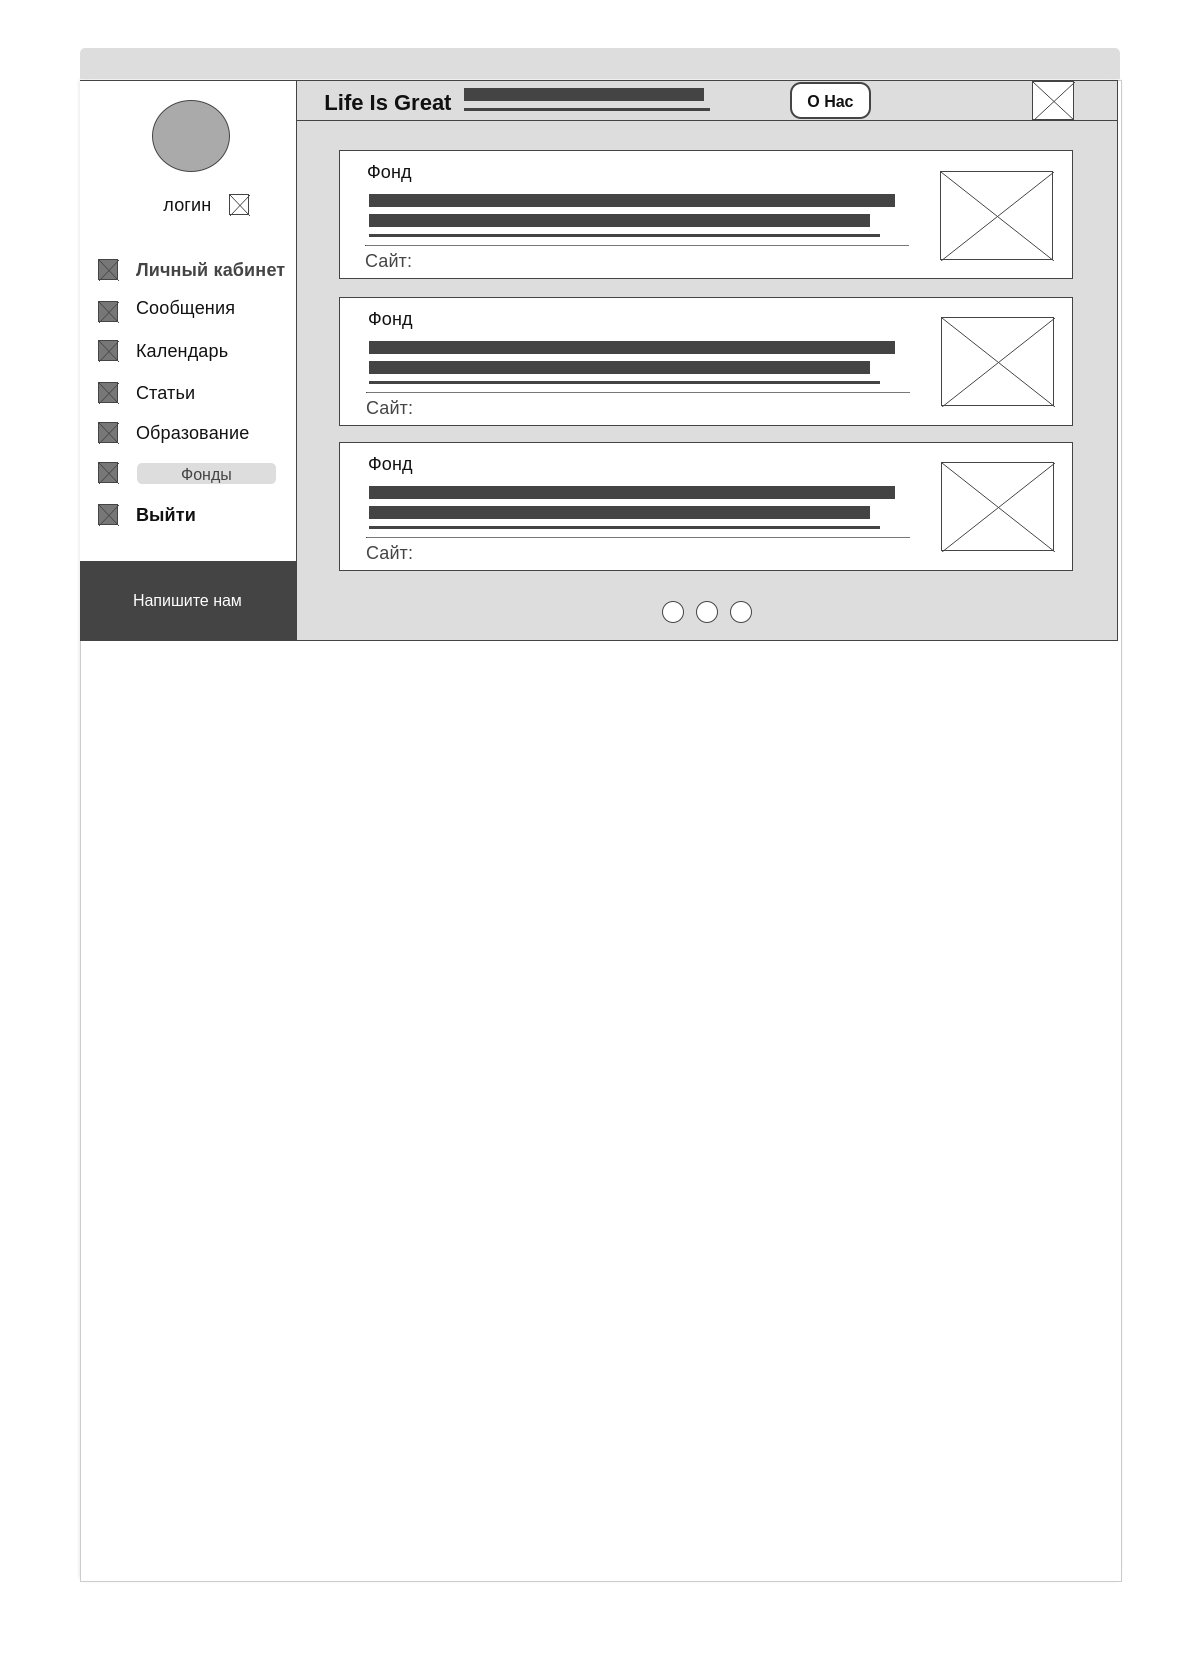 Life Is Great
О Нас
логин
Личный кабинет
Сообщения
Календарь
Статьи
Образование
Фонды
Выйти
Напишите нам
Фонд
Сайт:
Фонд
Сайт:
Фонд
Сайт: